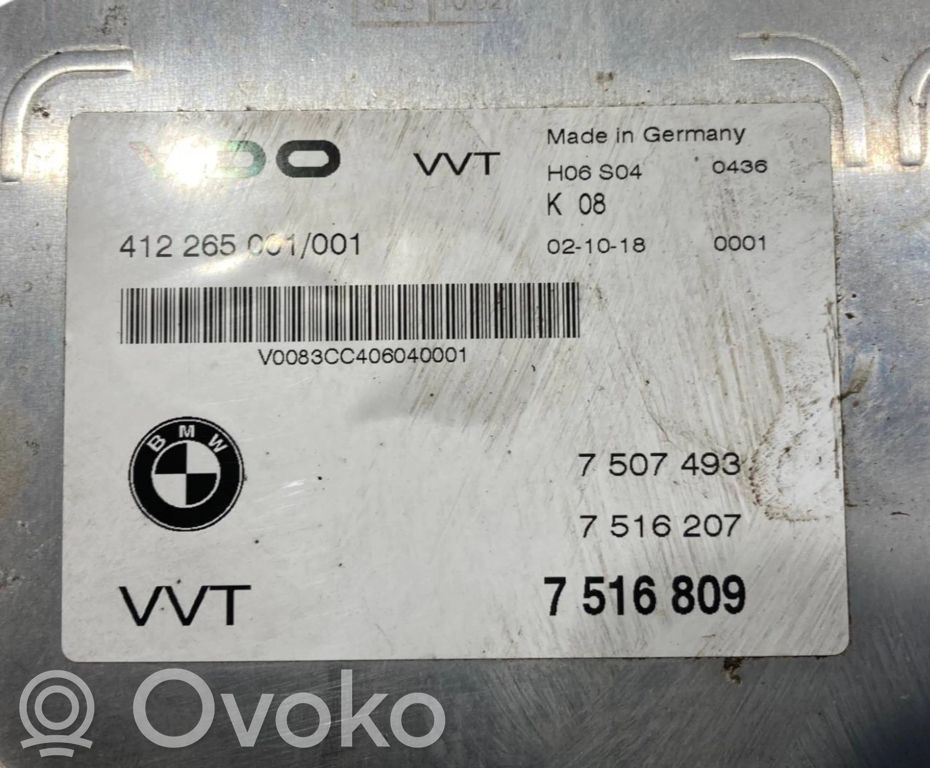 VDO VVT
Made in Germany
H06 S04 0436
K 08
412 265 001/001
02-10-18 0001
V0083CC406040001
BMW
7 507 493
7 516 207
VVT 7 516 809
Ovoko